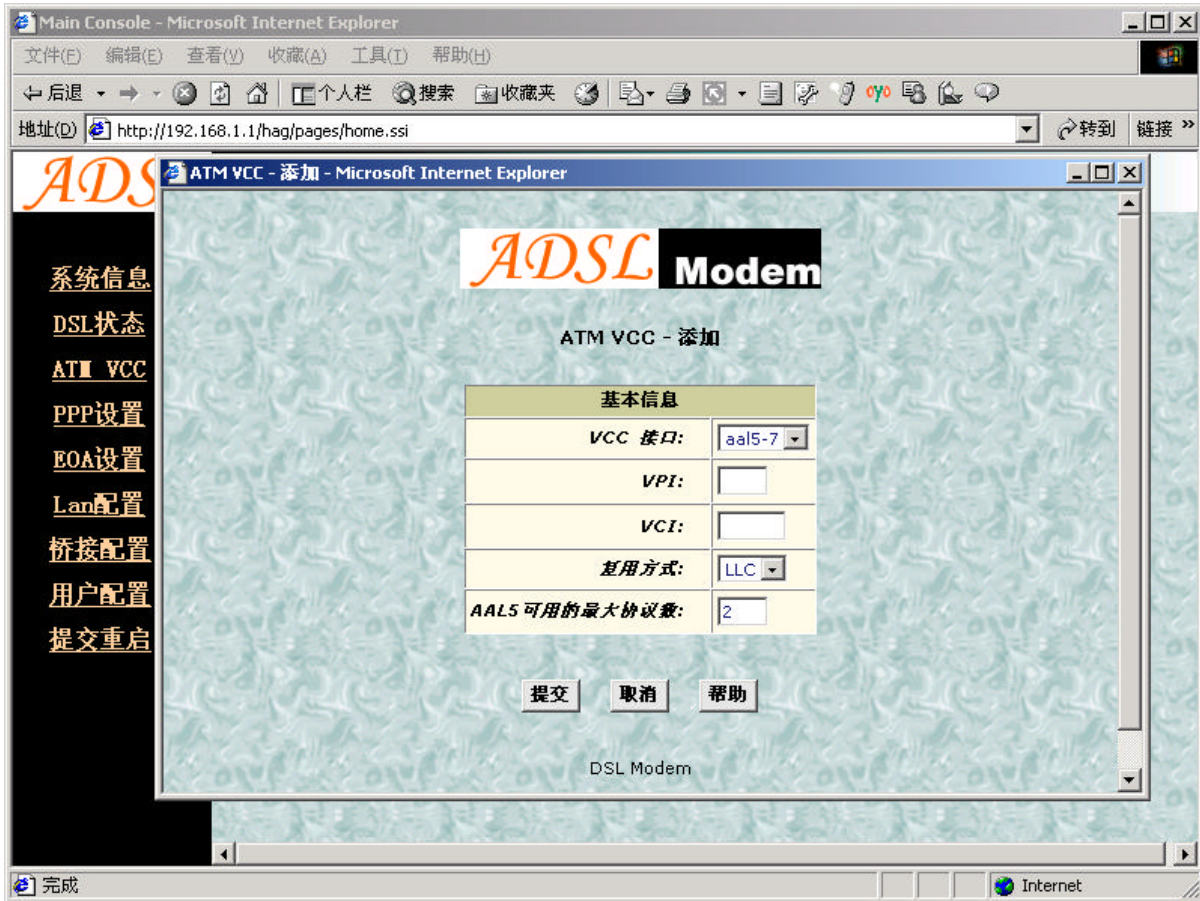 Main Console - Microsoft Internet Explorer
文件(F) 编辑(E) 查看(V) 收藏(A) 工具(T) 帮助(H)
后退 个人栏 搜索 收藏夹
地址(D) http://192.168.1.1/hag/pages/home.ssi 转到 链接 »
ADS
ATM VCC - 添加 - Microsoft Internet Explorer
ADSL Modem
系统信息
DSL状态
ATM VCC
PPP设置
EOA设置
Lan配置
桥接配置
用户配置
提交重启
ATM VCC - 添加
基本信息
VCC 接口: aal5-7
VPI:
VCI:
复用方式: LLC
AAL5可用的最大协议数: 2
提交 取消 帮助
DSL Modem
完成 Internet